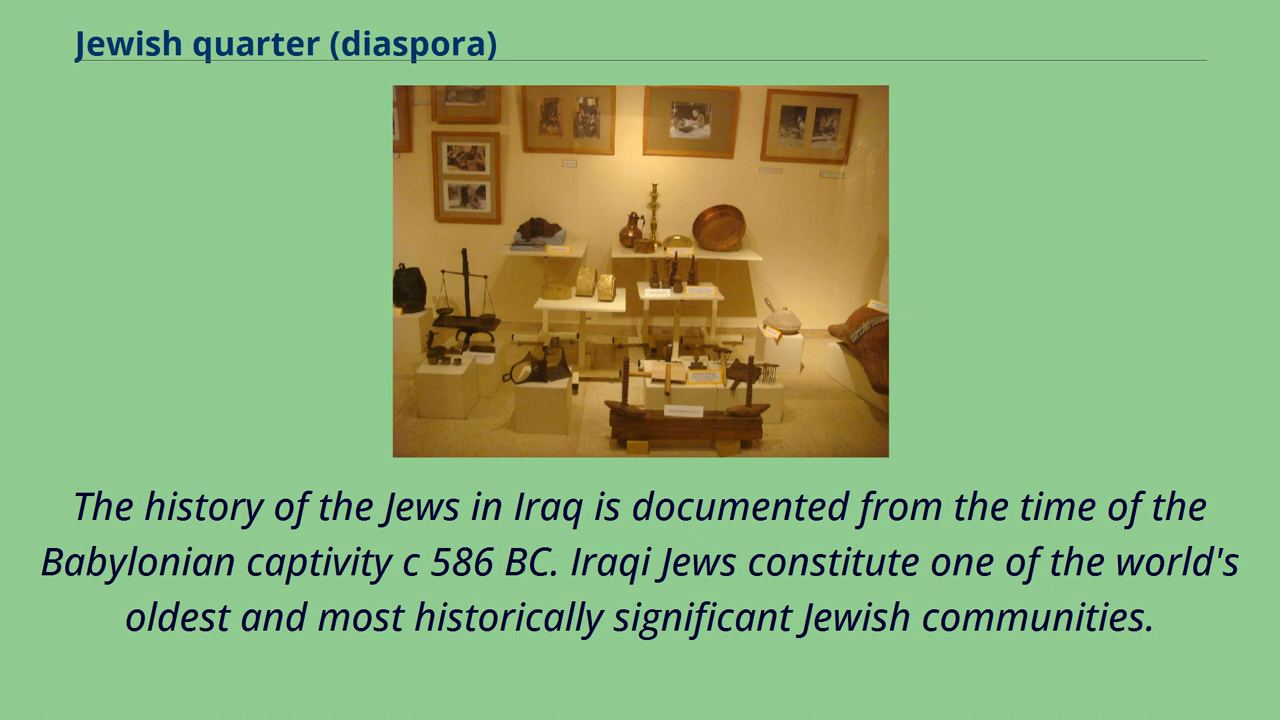 Jewish quarter (diaspora)
The history of the Jews in Iraq is documented from the time of the
Babylonian captivity c 586 BC. Iraqi Jews constitute one of the world's
oldest and most historically significant Jewish communities.